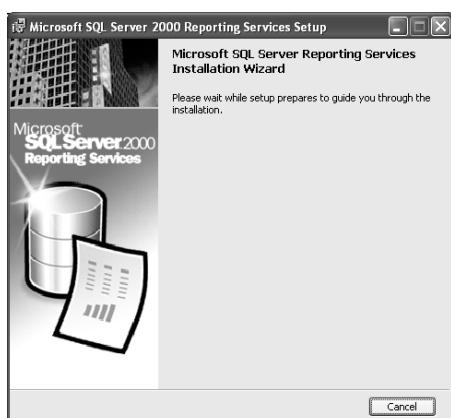 Microsoft SQL Server 2000 Reporting Services Setup
Microsoft SQL Server Reporting Services
Installation Wizard
Please wait while setup prepares to guide you through the
installation.
Microsoft
SQL Server 2000
Reporting Services
Cancel